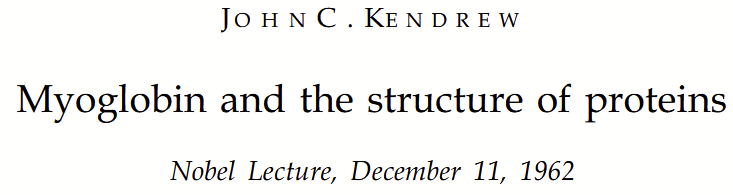 JOHN C. KENDREW
Myoglobin and the structure of proteins
Nobel Lecture, December 11, 1962